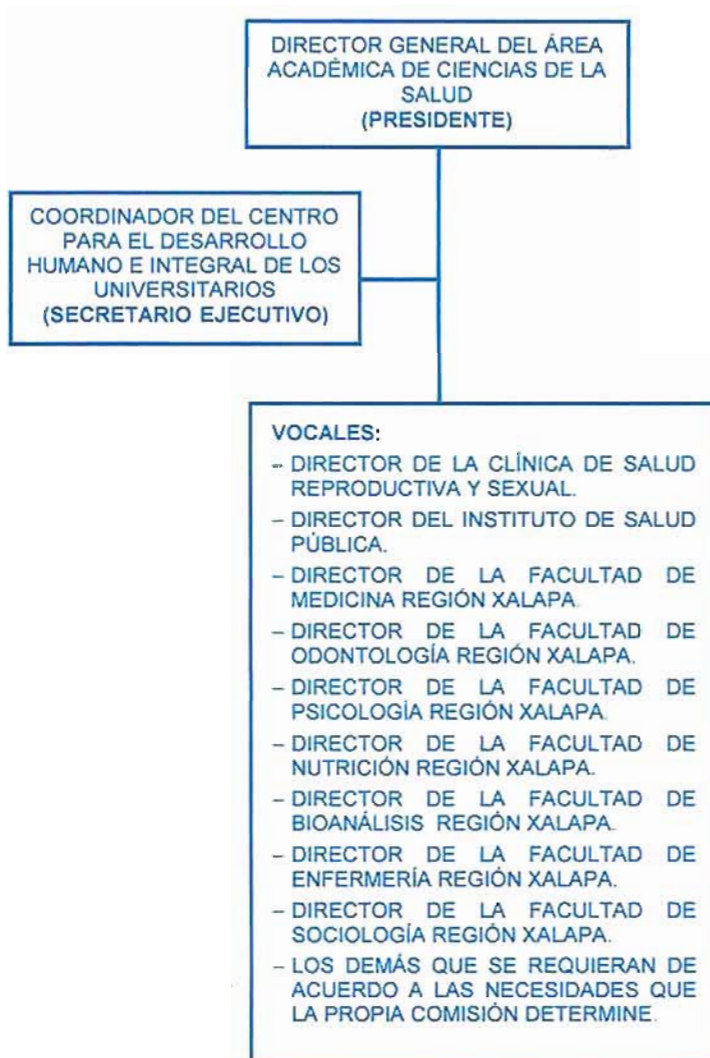 DIRECTOR GENERAL DEL ÁREA
ACADÉMICA DE CIENCIAS DE LA
SALUD
(PRESIDENTE)
COORDINADOR DEL CENTRO
PARA EL DESARROLLO
HUMANO E INTEGRAL DE LOS
UNIVERSITARIOS
(SECRETARIO EJECUTIVO)
VOCALES:
– DIRECTOR DE LA CLÍNICA DE SALUD
REPRODUCTIVA Y SEXUAL.
– DIRECTOR DEL INSTITUTO DE SALUD
PÚBLICA.
– DIRECTOR DE LA FACULTAD DE
MEDICINA REGIÓN XALAPA.
– DIRECTOR DE LA FACULTAD DE
ODONTOLOGÍA REGIÓN XALAPA.
– DIRECTOR DE LA FACULTAD DE
PSICOLOGÍA REGIÓN XALAPA.
– DIRECTOR DE LA FACULTAD DE
NUTRICIÓN REGIÓN XALAPA.
– DIRECTOR DE LA FACULTAD DE
BIOANÁLISIS REGIÓN XALAPA.
– DIRECTOR DE LA FACULTAD DE
ENFERMERÍA REGIÓN XALAPA.
– DIRECTOR DE LA FACULTAD DE
SOCIOLOGÍA REGIÓN XALAPA.
– LOS DEMÁS QUE SE REQUIERAN DE
ACUERDO A LAS NECESIDADES QUE
LA PROPIA COMISIÓN DETERMINE.